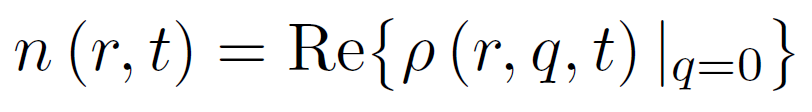 n (r, t) = Re{ρ (r, q, t) |_{q=0}}